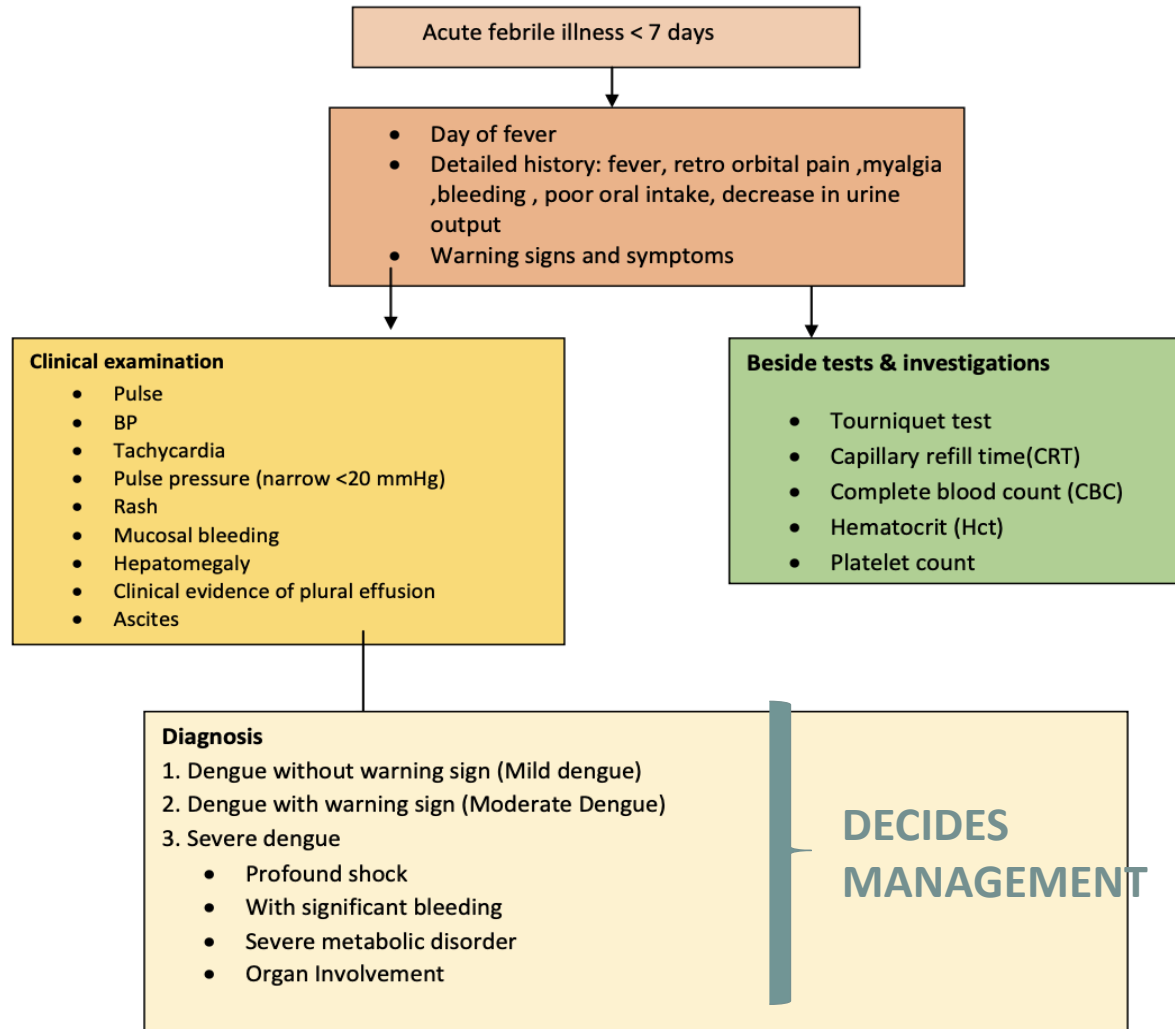 Acute febrile illness < 7 days
• Day of fever
• Detailed history: fever, retro orbital pain ,myalgia
,bleeding , poor oral intake, decrease in urine
output
• Warning signs and symptoms
Clinical examination
• Pulse
• BP
• Tachycardia
• Pulse pressure (narrow <20 mmHg)
• Rash
• Mucosal bleeding
• Hepatomegaly
• Clinical evidence of plural effusion
• Ascites
Beside tests & investigations
• Tourniquet test
• Capillary refill time(CRT)
• Complete blood count (CBC)
• Hematocrit (Hct)
• Platelet count
Diagnosis
1. Dengue without warning sign (Mild dengue)
2. Dengue with warning sign (Moderate Dengue)
3. Severe dengue
• Profound shock
• With significant bleeding
• Severe metabolic disorder
• Organ Involvement
DECIDES
MANAGEMENT